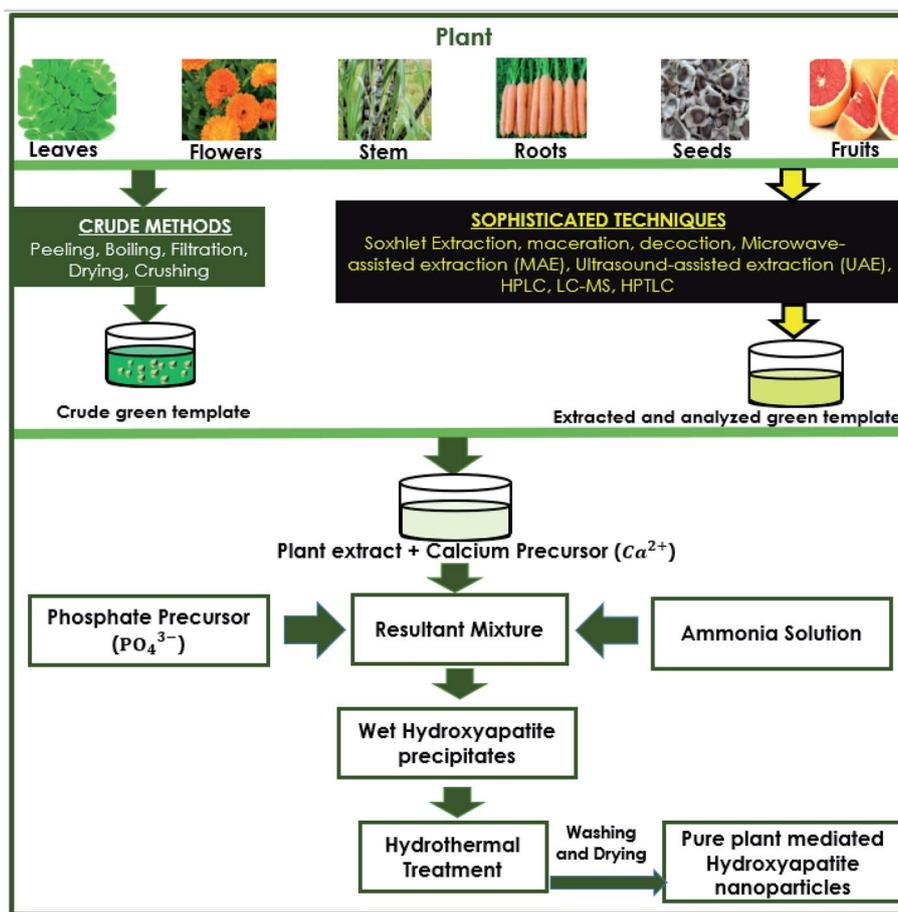 Plant
Leaves
Flowers
Stem
Roots
Seeds
Fruits
CRUDE METHODS
Peeling, Boiling, Filtration,
Drying, Crushing
SOPHISTICATED TECHNIQUES
Soxhlet Extraction, maceration, decoction, Microwave-
assisted extraction (MAE), Ultrasound-assisted extraction (UAE),
HPLC, LC-MS, HPTLC
Crude green template
Extracted and analyzed green template
Plant extract + Calcium Precursor (Ca²⁺)
Phosphate Precursor
(PO₄³⁻)
Resultant Mixture
Ammonia Solution
Wet Hydroxyapatite
precipitates
Hydrothermal
Treatment
Washing
and Drying
Pure plant mediated
Hydroxyapatite
nanoparticles